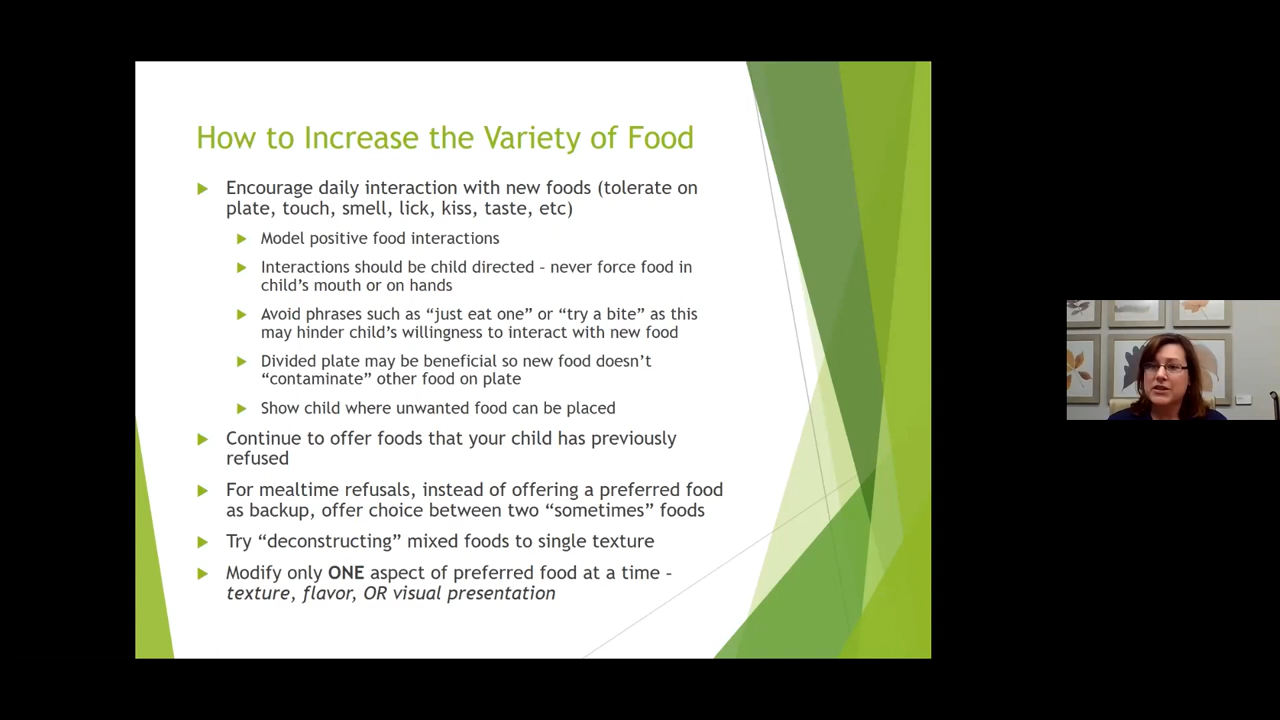 How to Increase the Variety of Food
Encourage daily interaction with new foods (tolerate on
plate, touch, smell, lick, kiss, taste, etc)
Model positive food interactions
Interactions should be child directed – never force food in
child's mouth or on hands
Avoid phrases such as "just eat one" or "try a bite" as this
may hinder child's willingness to interact with new food
Divided plate may be beneficial so new food doesn't
"contaminate" other food on plate
Show child where unwanted food can be placed
Continue to offer foods that your child has previously
refused
For mealtime refusals, instead of offering a preferred food
as backup, offer choice between two "sometimes" foods
Try "deconstructing" mixed foods to single texture
Modify only ONE aspect of preferred food at a time –
texture, flavor, OR visual presentation